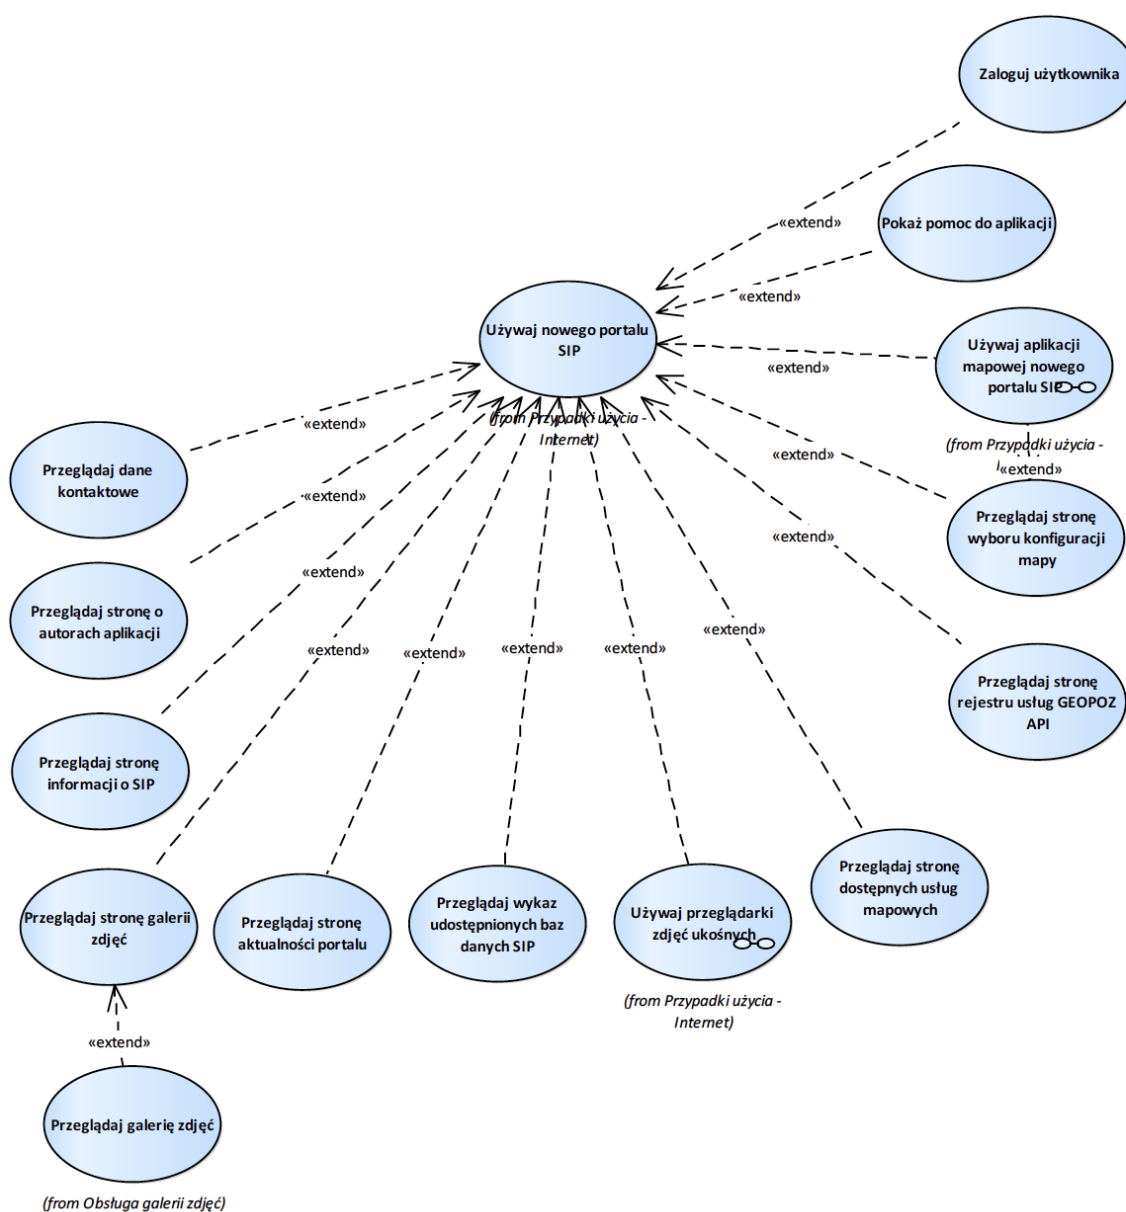 Zaloguj użytkownika
«extend»
Pokaż pomoc do aplikacji
«extend»
Używaj nowego portalu
SIP
(from Przypadki użycia -
Internet)
«extend»
Używaj aplikacji
mapowej nowego
portalu SIP
(from Przypadki użycia -
«extend»
«extend»
Przeglądaj stronę
wyboru konfiguracji
mapy
«extend»
Przeglądaj dane
kontaktowe
«extend»
Przeglądaj stronę o
autorach aplikacji
«extend»
Przeglądaj stronę
informacji o SIP
«extend»
Przeglądaj stronę
rejestru usług GEOPOZ
API
«extend»
«extend»
«extend»
«extend»
«extend»
«extend»
Przeglądaj stronę galerii
zdjęć
Przeglądaj stronę
aktualności portalu
Przeglądaj wykaz
udostępnionych baz
danych SIP
Używaj przeglądarki
zdjęć ukośnych
(from Przypadki użycia -
Internet)
Przeglądaj stronę
dostępnych usług
mapowych
«extend»
Przeglądaj galerię zdjęć
(from Obsługa galerii zdjęć)